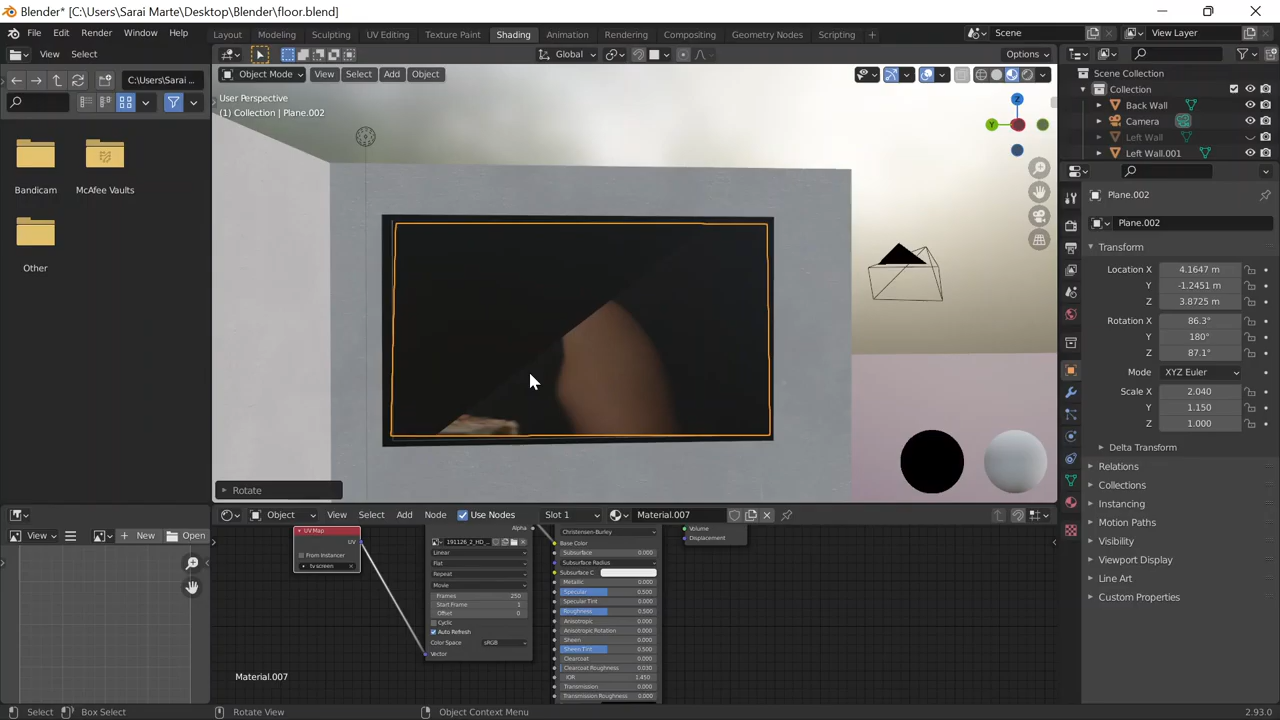 Blender* [C:\Users\Sarai Marte\Desktop\Blender\floor.blend]
File Edit Render Window Help
Layout Modeling Sculpting UV Editing Texture Paint Shading Animation Rendering Compositing Geometry Nodes Scripting
Scene
View Layer
View Select
Global
Options
C:\Users\Sarai ...
Object Mode View Select Add Object
User Perspective
(1) Collection | Plane.002
Bandicam
McAfee Vaults
Other
Z
Y
Rotate
Scene Collection
Collection
Back Wall
Camera
Left Wall
Left Wall.001
Plane.002
Plane.002
Transform
Location X 4.1647 m
Y -1.2451 m
Z 3.8725 m
Rotation X 86.3°
Y 180°
Z 87.1°
Mode XYZ Euler
Scale X 2.040
Y 1.150
Z 1.000
Delta Transform
Relations
Collections
Instancing
Motion Paths
Visibility
Viewport Display
Line Art
Custom Properties
View
New
Open
Object View Select Add Node Use Nodes Slot 1 Material.007
UV Map
UV
From Instancer
tv screen
Alpha
191126_2_HD_...
Linear
Flat
Repeat
Movie
Frames 250
Start Frame 1
Offset 0
Cyclic
Auto Refresh
Color Space sRGB
Vector
Christensen-Burley
Base Color
Subsurface 0.000
Subsurface Radius
Subsurface C
Metallic 0.000
Specular 0.500
Specular Tint 0.000
Roughness 0.500
Anisotropic 0.000
Anisotropic Rotation 0.000
Sheen 0.000
Sheen Tint 0.500
Clearcoat 0.000
Clearcoat Roughness 0.030
IOR 1.450
Transmission 0.000
Transmission Roughness 0.000
Volume
Displacement
Material.007
Select
Box Select
Rotate View
Object Context Menu
2.93.0